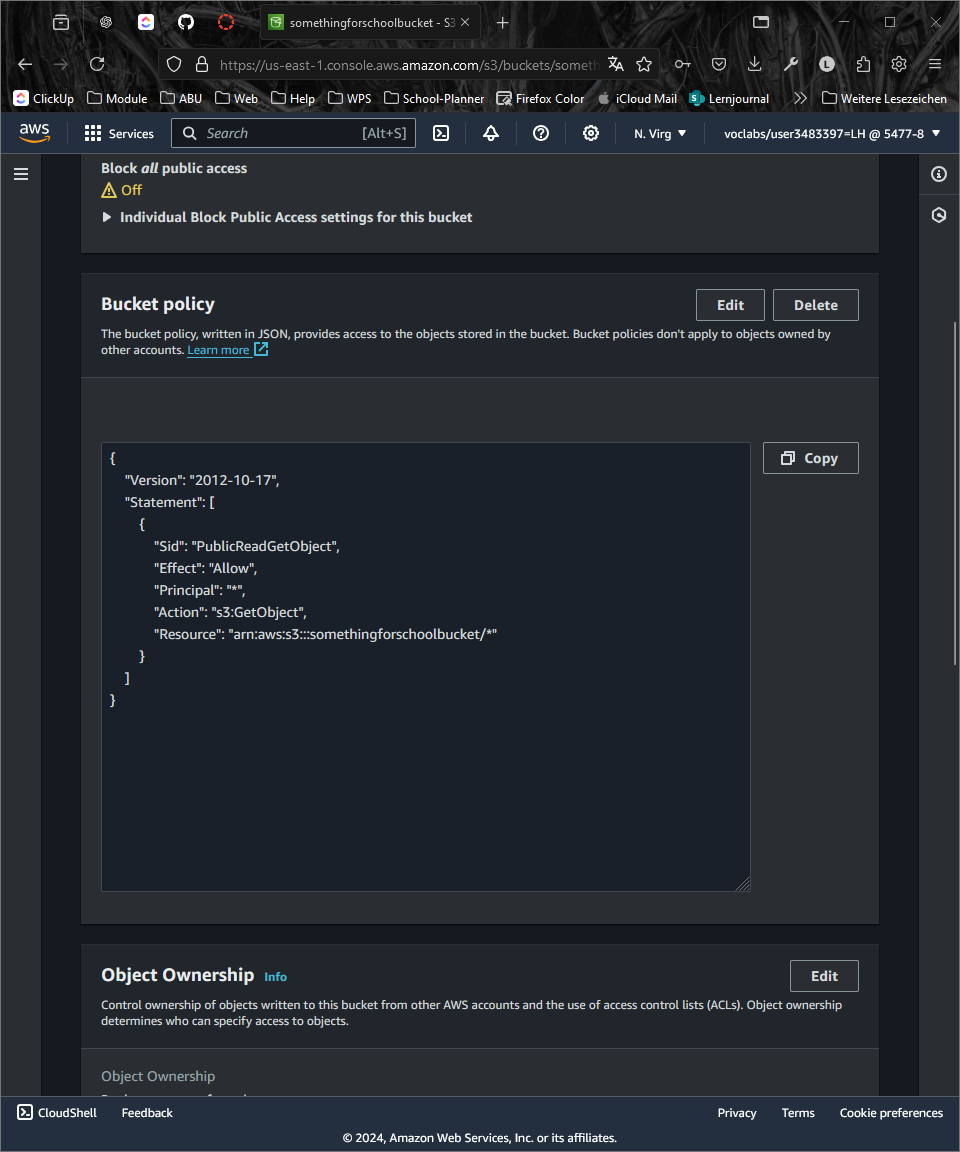 somethingforschoolbucket - S3
https://us-east-1.console.aws.amazon.com/s3/buckets/someth
ClickUp Module ABU Web Help WPS School-Planner Firefox Color iCloud Mail Lernjournal Weitere Lesezeichen
aws Services Search [Alt+S] N. Virg voclabs/user3483397=LH @ 5477-8
Block all public access
Off
Individual Block Public Access settings for this bucket
Bucket policy
Edit Delete
The bucket policy, written in JSON, provides access to the objects stored in the bucket. Bucket policies don't apply to objects owned by
other accounts. Learn more
Copy
{
"Version": "2012-10-17",
"Statement": [
{
"Sid": "PublicReadGetObject",
"Effect": "Allow",
"Principal": "*",
"Action": "s3:GetObject",
"Resource": "arn:aws:s3:::somethingforschoolbucket/*"
}
]
}
Object Ownership Info
Edit
Control ownership of objects written to this bucket from other AWS accounts and the use of access control lists (ACLs). Object ownership
determines who can specify access to objects.
Object Ownership
CloudShell Feedback Privacy Terms Cookie preferences
© 2024, Amazon Web Services, Inc. or its affiliates.